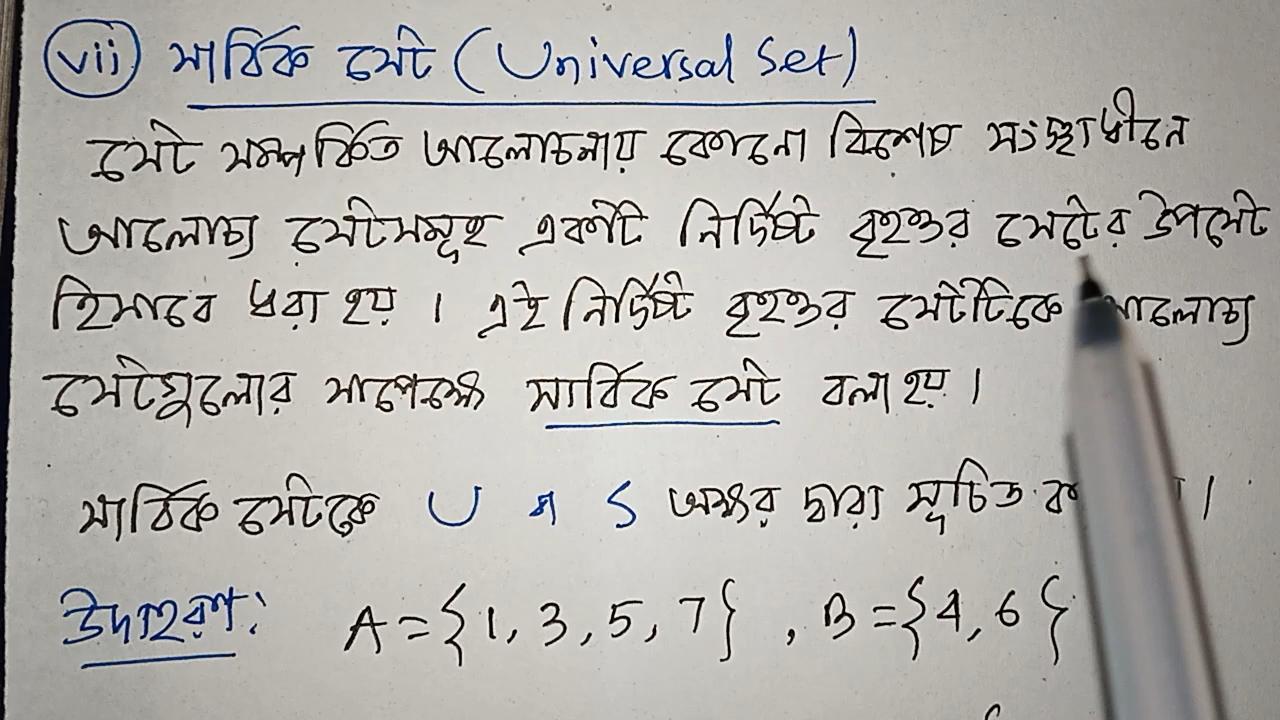 vii) সার্বিক সেট (Universal Set)
সেট সম্পর্কিত আলোচনায় কোনো বিশেষ সংজ্ঞাধীনে
আলোচ্য সেটসমূহ একটি নির্দিষ্ট বৃহত্তর সেটের উপসেট
হিসাবে ধরা হয় । এই নির্দিষ্ট বৃহত্তর সেটটিকে আলোচ্য
সেটগুলোর সাপেক্ষে সার্বিক সেট বলা হয় ।
সার্বিক সেটকে U বা S অক্ষর দ্বারা সূচিত ।
উদাহরণ: A = {1, 3, 5, 7} , B = {4, 6}